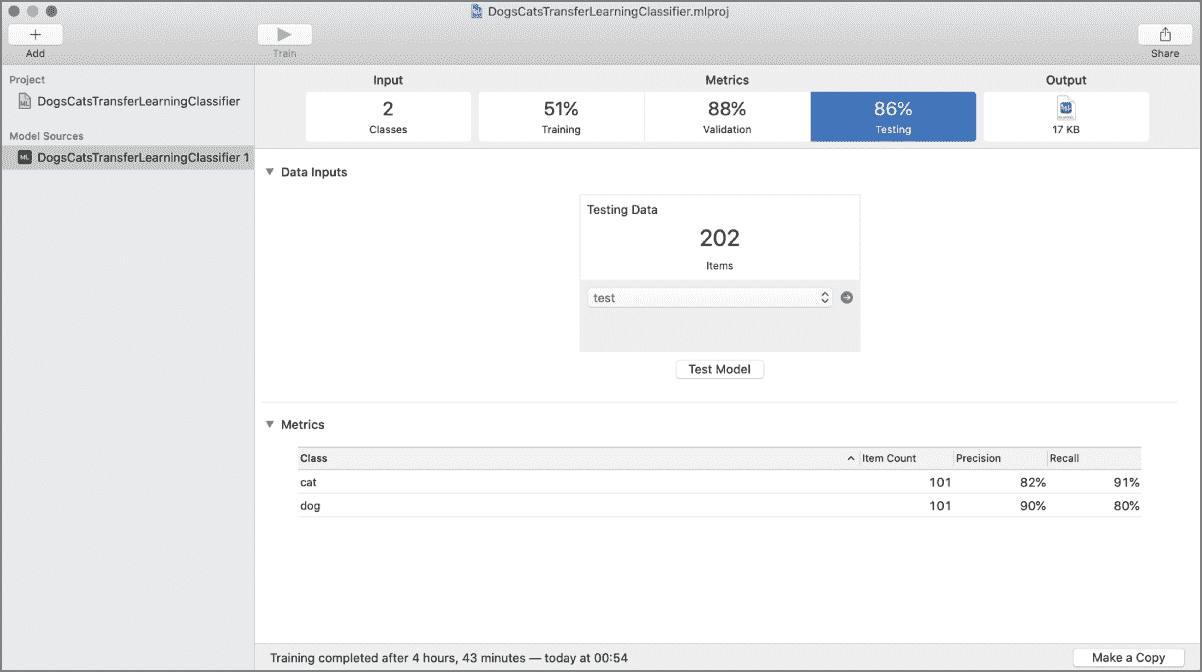 DogsCatsTransferLearningClassifier.mlproj
Add
Train
Share
Project
DogsCatsTransferLearningClassifier
Model Sources
ML DogsCatsTransferLearningClassifier 1
Input
Metrics
Output
2
Classes
51%
Training
88%
Validation
86%
Testing
17 KB
Data Inputs
Testing Data
202
Items
test
Test Model
Metrics
Class Item Count Precision Recall
cat 101 82% 91%
dog 101 90% 80%
Training completed after 4 hours, 43 minutes — today at 00:54
Make a Copy